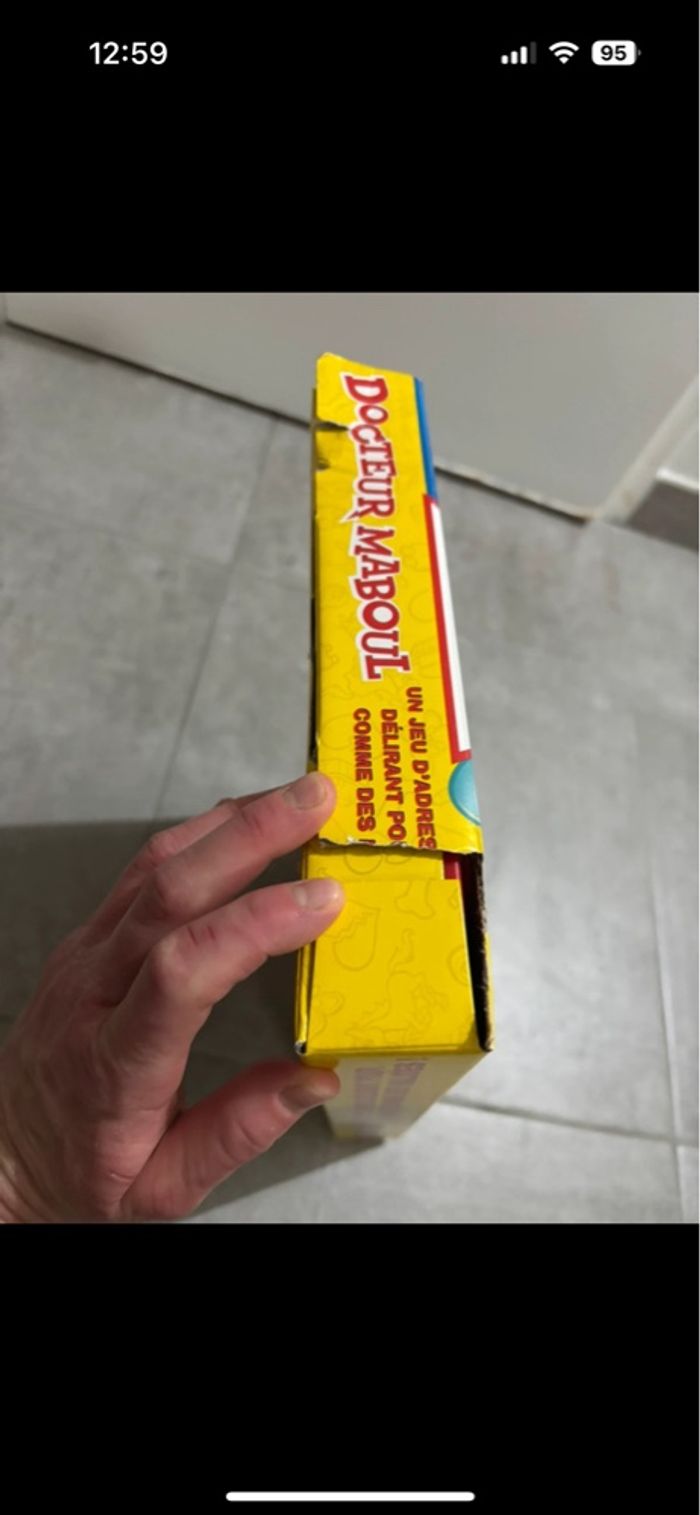 12:59
95
DOCTEUR MABOUL
UN JEU D'ADRES
DÉLIRANT PO
COMME DES